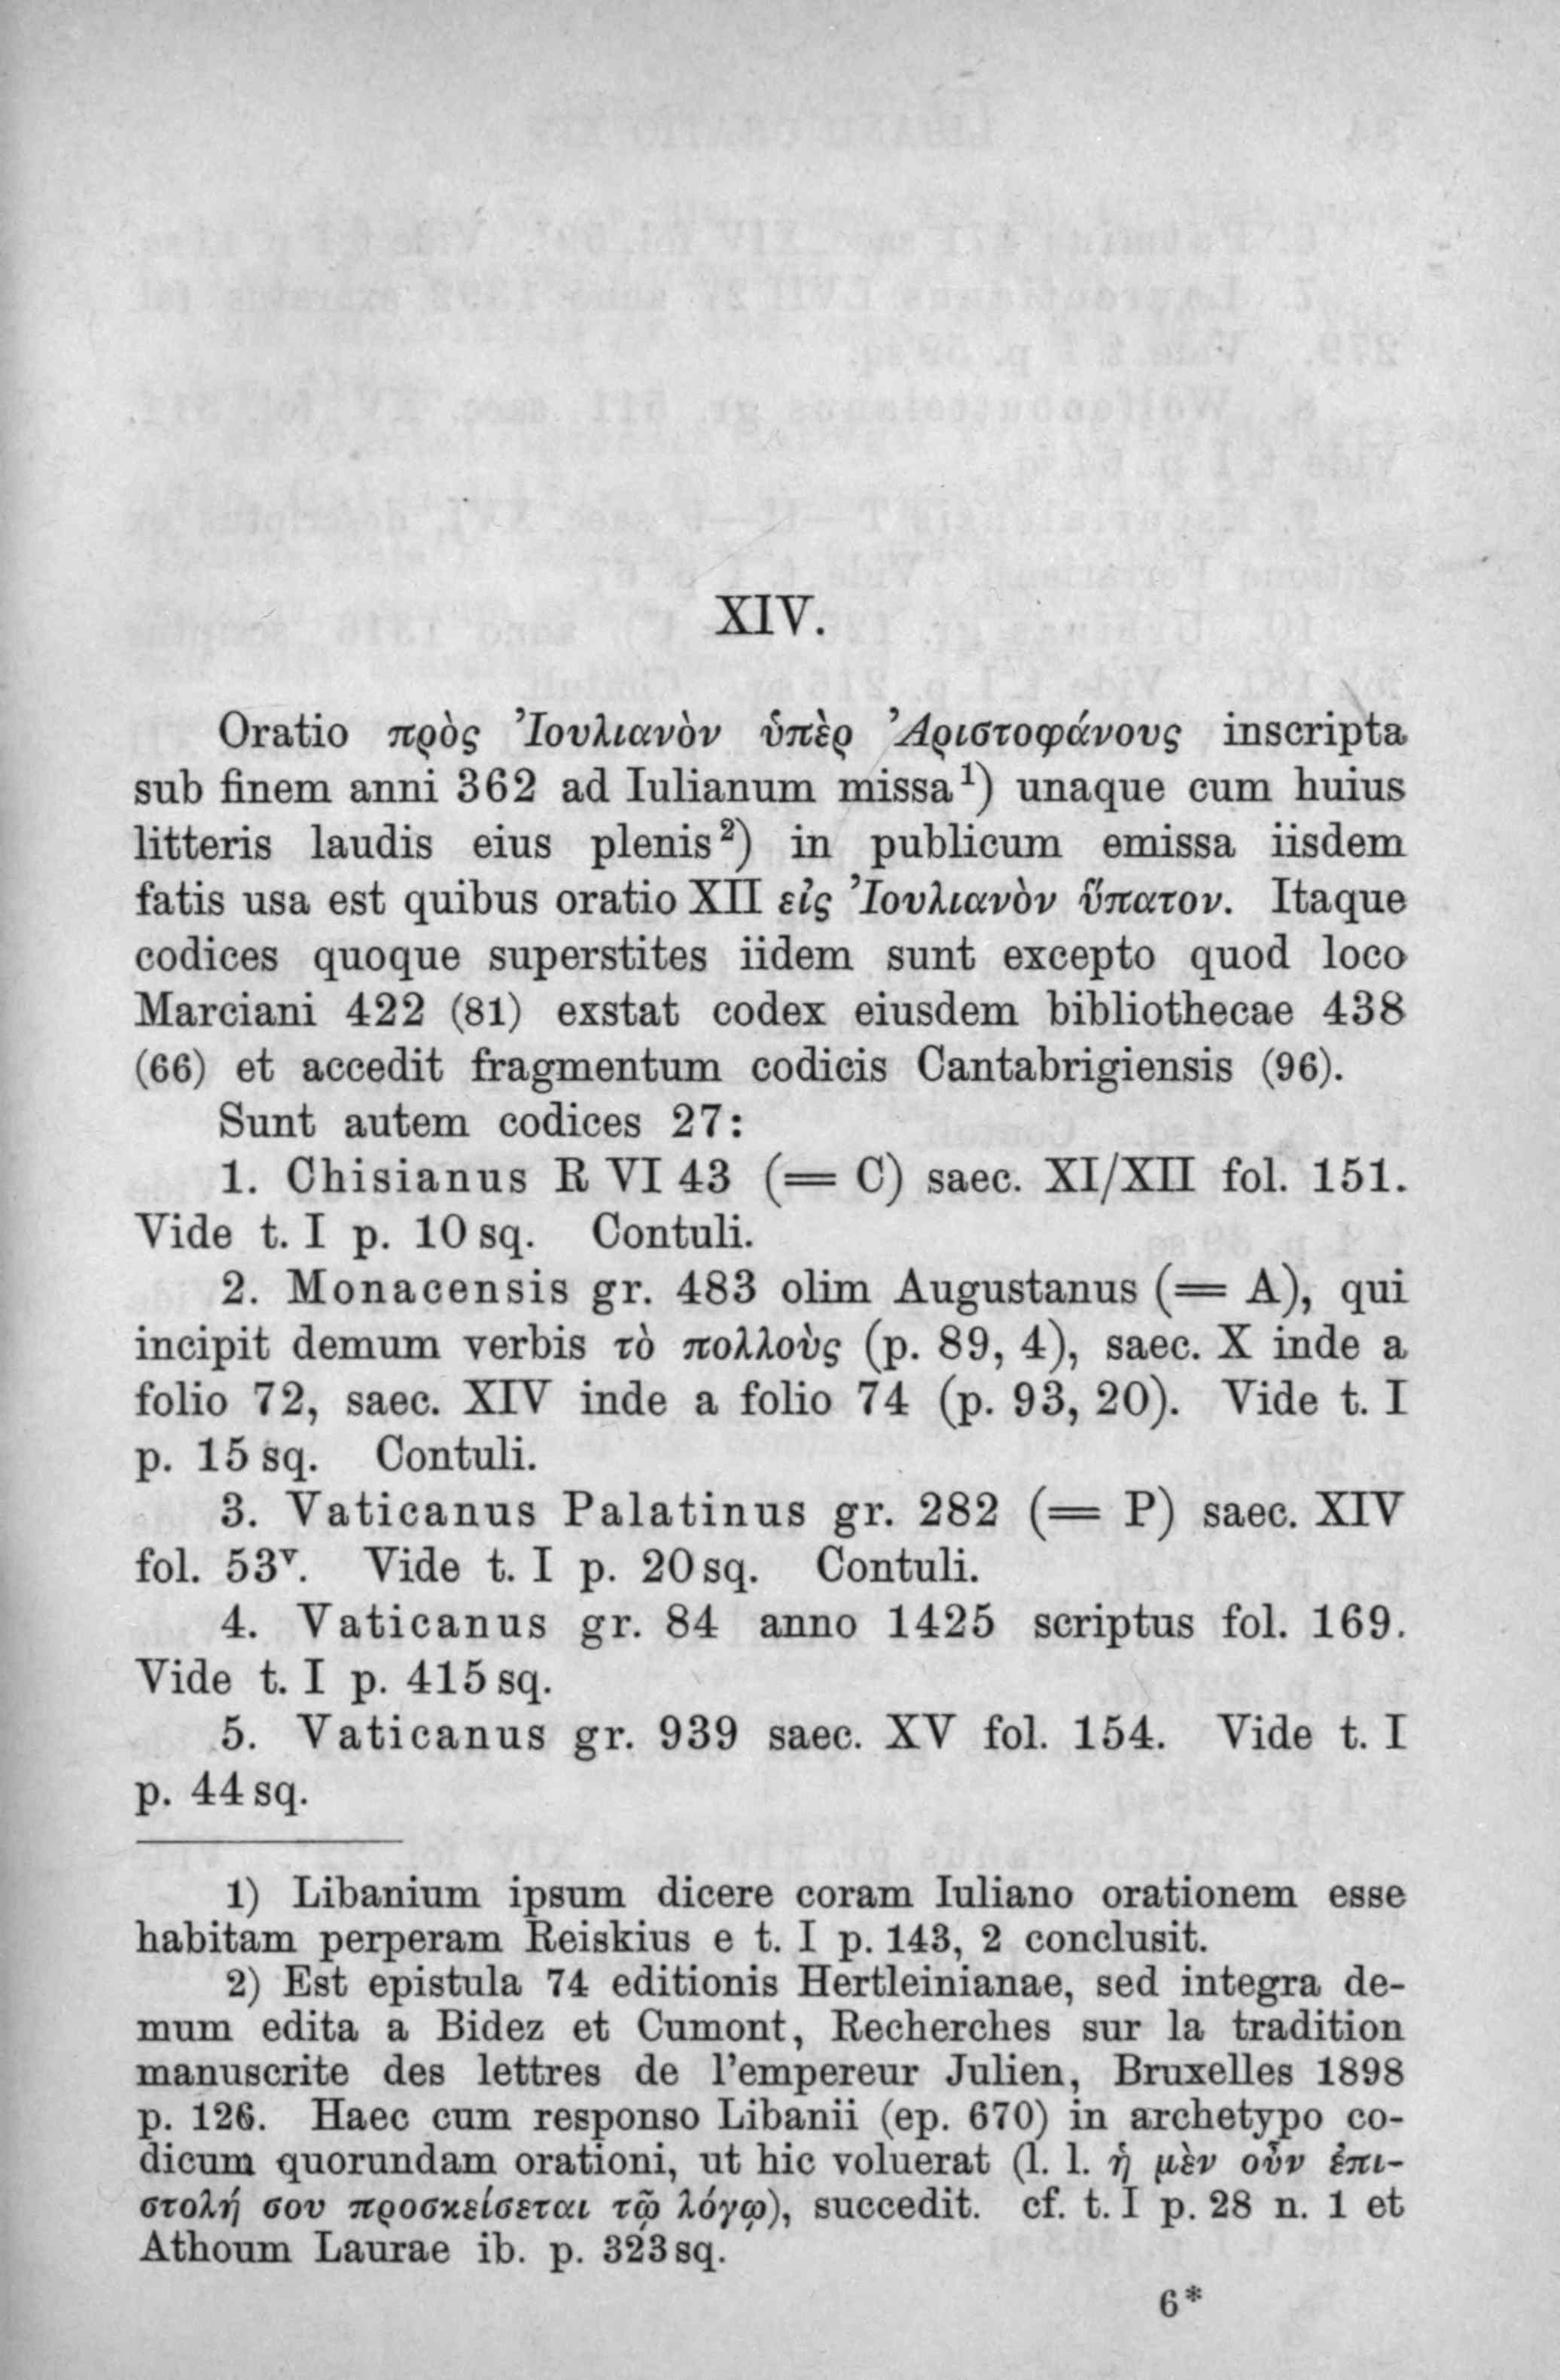 XIV.
Oratio πρὸς Ἰουλιανὸν ὑπὲρ Ἀριστοφάνους inscripta
sub finem anni 362 ad Iulianum missa¹) unaque cum huius
litteris laudis eius plenis²) in publicum emissa iisdem
fatis usa est quibus oratio XII εἰς Ἰουλιανὸν ὕπατον. Itaque
codices quoque superstites iidem sunt excepto quod loco
Marciani 422 (81) exstat codex eiusdem bibliothecae 438
(66) et accedit fragmentum codicis Cantabrigiensis (96).
Sunt autem codices 27:
1. Chisianus R VI 43 (= C) saec. XI/XII fol. 151.
Vide t. I p. 10 sq. Contuli.
2. Monacensis gr. 483 olim Augustanus (= A), qui
incipit demum verbis τὸ πολλοὺς (p. 89, 4), saec. X inde a
folio 72, saec. XIV inde a folio 74 (p. 93, 20). Vide t. I
p. 15 sq. Contuli.
3. Vaticanus Palatinus gr. 282 (= P) saec. XIV
fol. 53ᵛ. Vide t. I p. 20 sq. Contuli.
4. Vaticanus gr. 84 anno 1425 scriptus fol. 169.
Vide t. I p. 415 sq.
5. Vaticanus gr. 939 saec. XV fol. 154. Vide t. I
p. 44 sq.
1) Libanium ipsum dicere coram Iuliano orationem esse
habitam perperam Reiskius e t. I p. 143, 2 conclusit.
2) Est epistula 74 editionis Hertleinianae, sed integra de-
mum edita a Bidez et Cumont, Recherches sur la tradition
manuscrite des lettres de l'empereur Julien, Bruxelles 1898
p. 126. Haec cum responso Libanii (ep. 670) in archetypo co-
dicum quorundam orationi, ut hic voluerat (l. l. ἡ μὲν οὖν ἐπι-
στολή σου προσκείσεται τῷ λόγῳ), succedit. cf. t. I p. 28 n. 1 et
Athoum Laurae ib. p. 323 sq.
6*